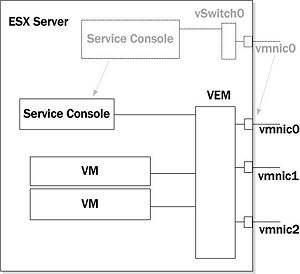 vSwitch0
ESX Server
Service Console
vmnic0
VEM
Service Console
vmnic0
VM
vmnic1
VM
vmnic2